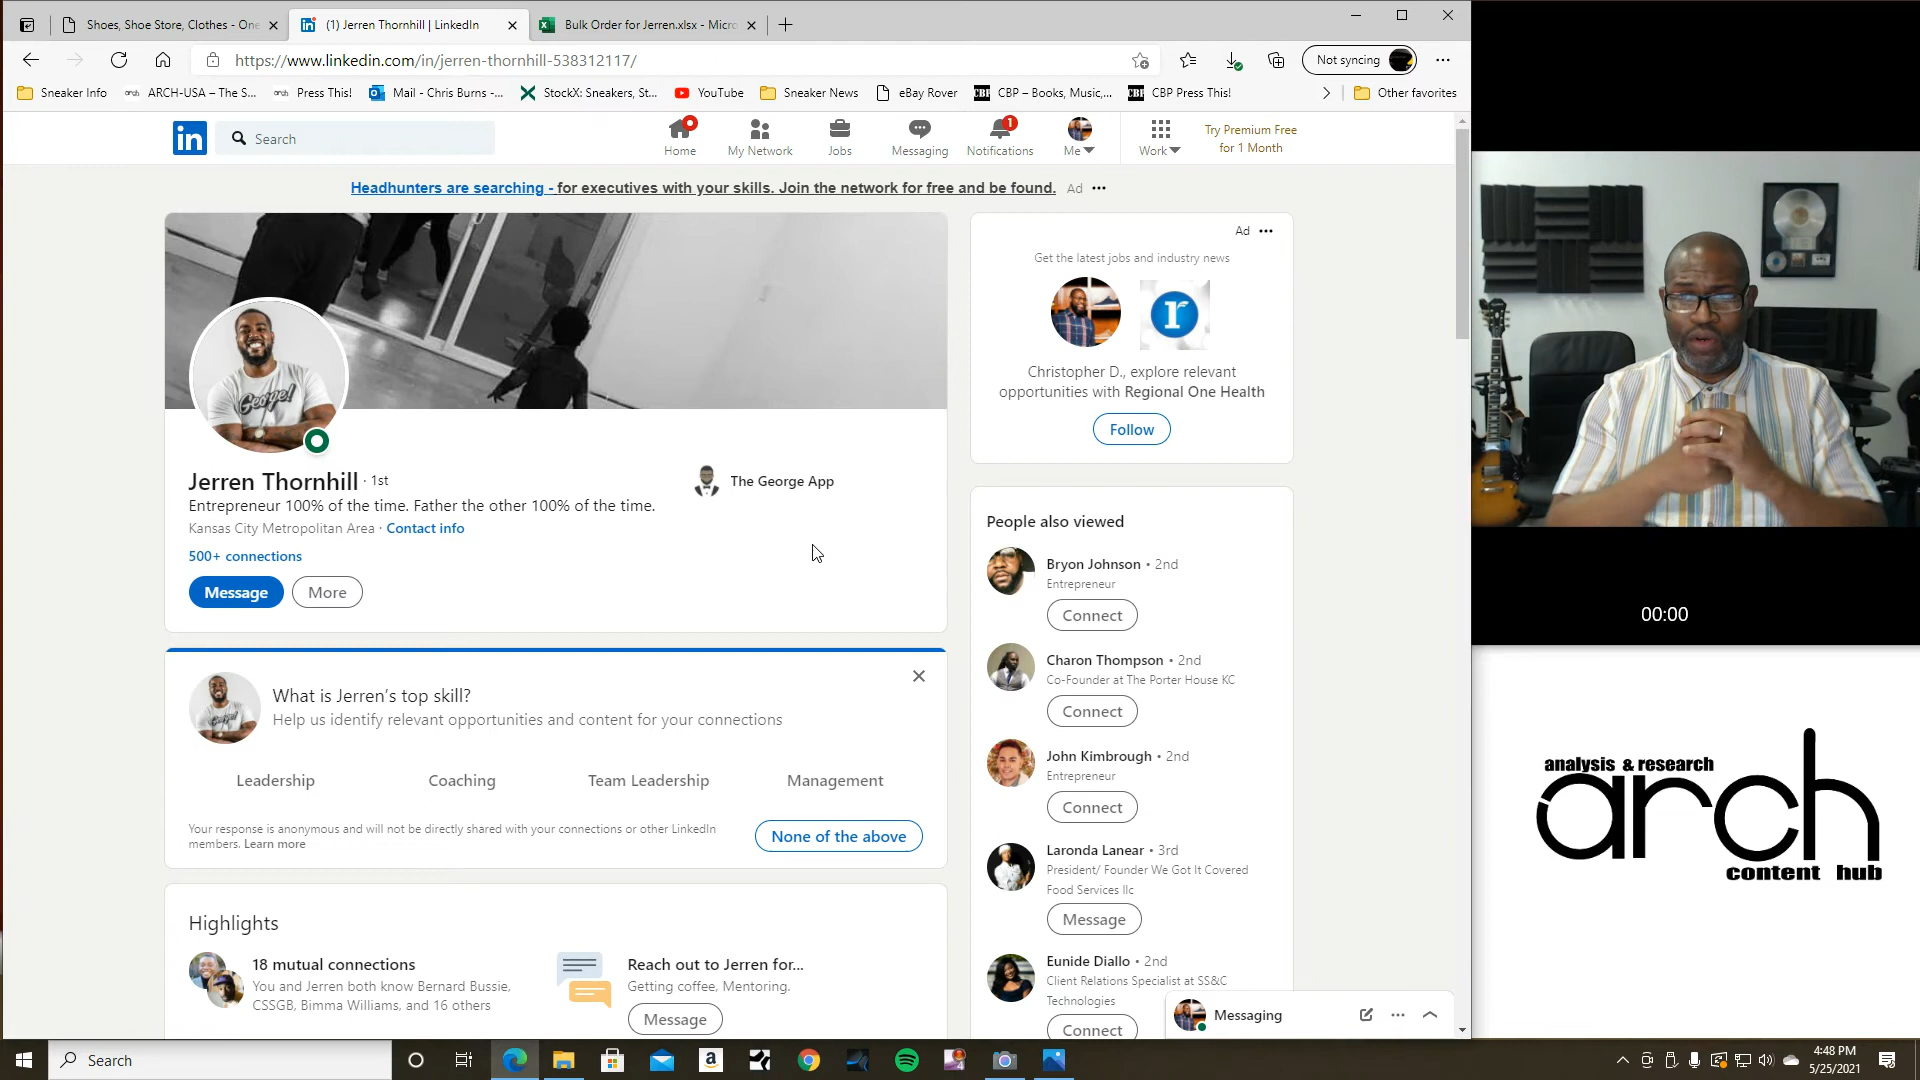 Shoes, Shoe Store, Clothes - One
(1) Jerren Thornhill | LinkedIn
Bulk Order for Jerren.xlsx - Micro
https://www.linkedin.com/in/jerren-thornhill-538312117/
Not syncing
Sneaker Info
ARCH-USA – The S...
Press This!
Mail - Chris Burns -...
StockX: Sneakers, St...
YouTube
Sneaker News
eBay Rover
CBP
CBP – Books, Music,...
CBP
CBP Press This!
Other favorites
in
Search
Home
My Network
Jobs
Messaging
1
Notifications
Me
Work
Try Premium Free
for 1 Month
Headhunters are searching - for executives with your skills. Join the network for free and be found.
Ad
George!
Jerren Thornhill · 1st
Entrepreneur 100% of the time. Father the other 100% of the time.
Kansas City Metropolitan Area · Contact info
500+ connections
Message
More
The George App
What is Jerren's top skill?
Help us identify relevant opportunities and content for your connections
Leadership
Coaching
Team Leadership
Management
Your response is anonymous and will not be directly shared with your connections or other LinkedIn
members. Learn more
None of the above
Highlights
18 mutual connections
You and Jerren both know Bernard Bussie,
CSSGB, Bimma Williams, and 16 others
Reach out to Jerren for...
Getting coffee, Mentoring.
Message
Ad
Get the latest jobs and industry news
r
Christopher D., explore relevant
opportunities with Regional One Health
Follow
People also viewed
Bryon Johnson • 2nd
Entrepreneur
Connect
Charon Thompson • 2nd
Co-Founder at The Porter House KC
Connect
John Kimbrough • 2nd
Entrepreneur
Connect
Laronda Lanear • 3rd
President/ Founder We Got It Covered
Food Services llc
Message
Eunide Diallo • 2nd
Client Relations Specialist at SS&C
Technologies
Connect
Messaging
00:00
analysis & research
arch
content hub
Search
4:48 PM
5/25/2021